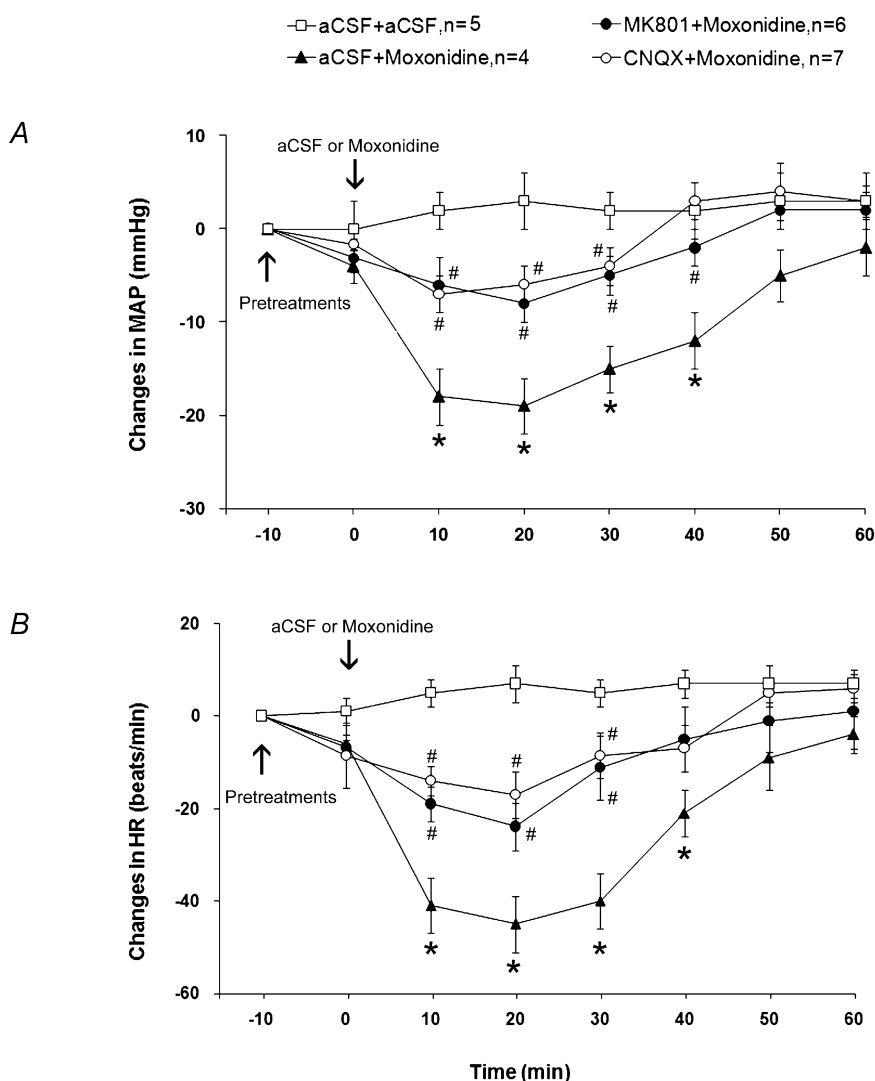 aCSF+aCSF,n=5
MK801+Moxonidine,n=6
aCSF+Moxonidine,n=4
CNQX+Moxonidine, n=7
A
10
aCSF or Moxonidine
0
# # #
Pretreatments
# # # #
-10
*
-20
* * *
-30
Changes in MAP (mmHg)
-10 0 10 20 30 40 50 60
B
20
aCSF or Moxonidine
0
# # #
Pretreatments
# # #
-20
*
-40
* * *
-60
Changes in HR (beats/min)
-10 0 10 20 30 40 50 60
Time (min)